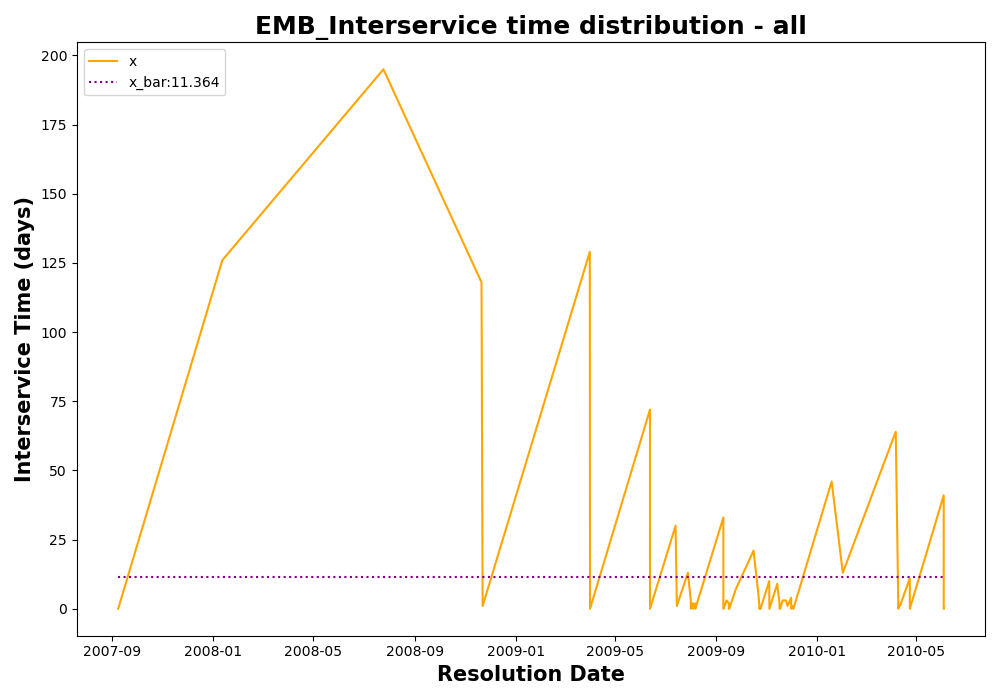 EMB_Interservice time distribution - all
x
x_bar:11.364
Interservice Time (days)
200
175
150
125
100
75
50
25
0
2007-09 2008-01 2008-05 2008-09 2009-01 2009-05 2009-09 2010-01 2010-05
Resolution Date